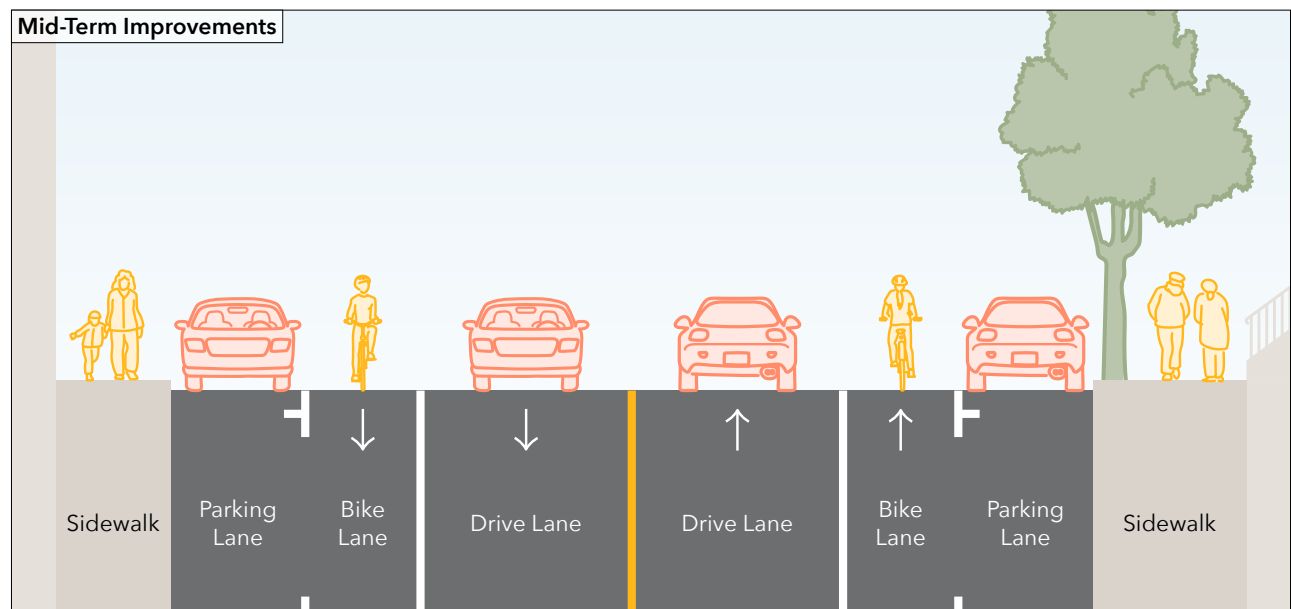 Mid-Term Improvements
Sidewalk
Parking
Lane
Bike
Lane
Drive Lane
Drive Lane
Bike
Lane
Parking
Lane
Sidewalk